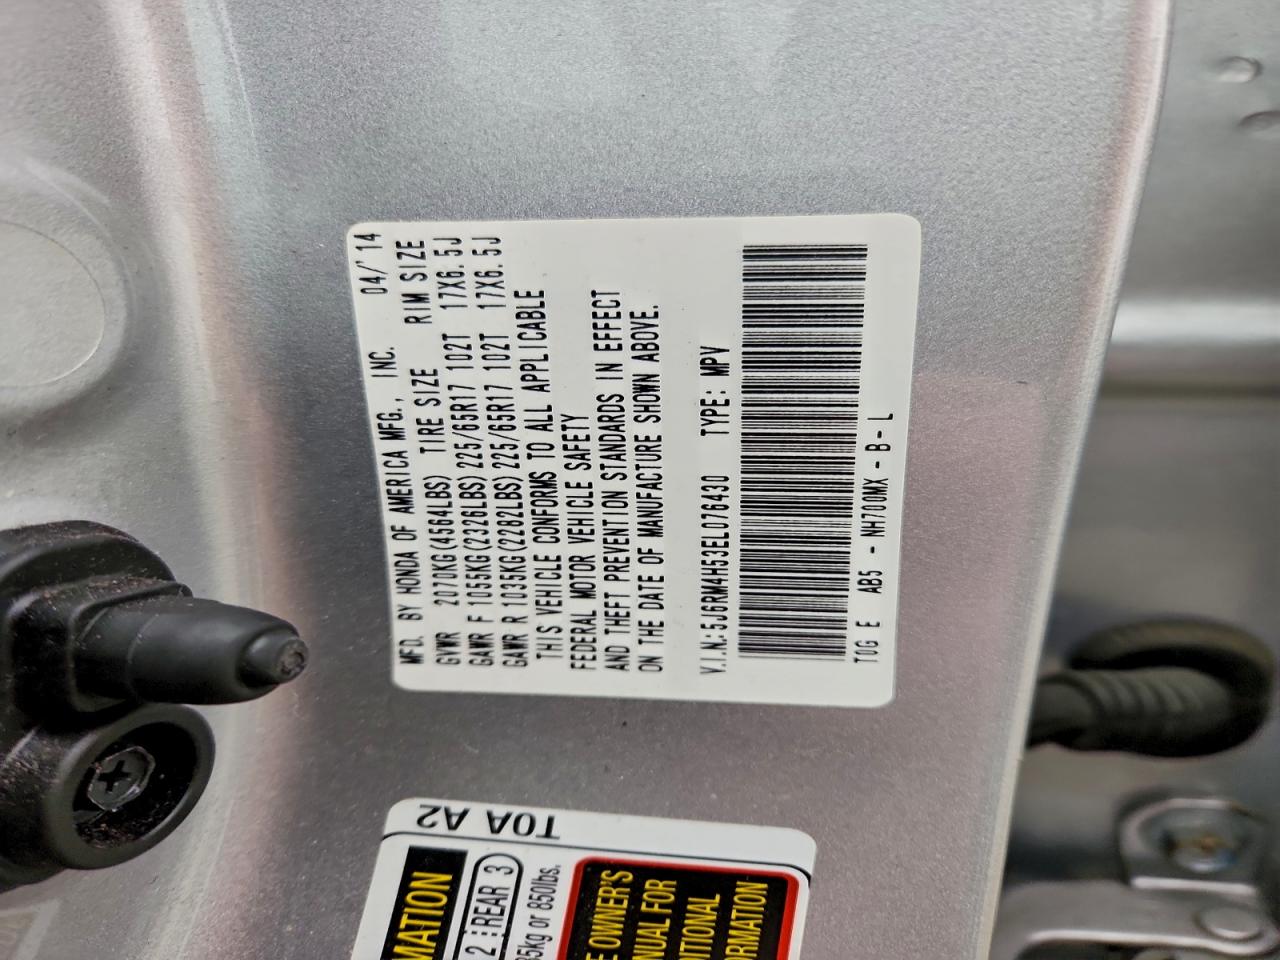 MFD. BY HONDA OF AMERICA MFG., INC. 04/'14
GVWR 2070KG(4564LBS) TIRE SIZE RIM SIZE
GAWR F 1055KG(2326LBS) 225/65R17 102T 17X6.5J
GAWR R 1035KG(2282LBS) 225/65R17 102T 17X6.5J
THIS VEHICLE CONFORMS TO ALL APPLICABLE
FEDERAL MOTOR VEHICLE SAFETY
AND THEFT PREVENTION STANDARDS IN EFFECT
ON THE DATE OF MANUFACTURE SHOWN ABOVE.
V.I.N.: 5J6RM4H53EL076430 TYPE: MPV
T0G E AB5 - NH700MX - B - L
T0A A2
MATION
2 REAR 3
85kg or 850lbs.
E OWNER'S
NUAL FOR
DITIONAL
ORMATION